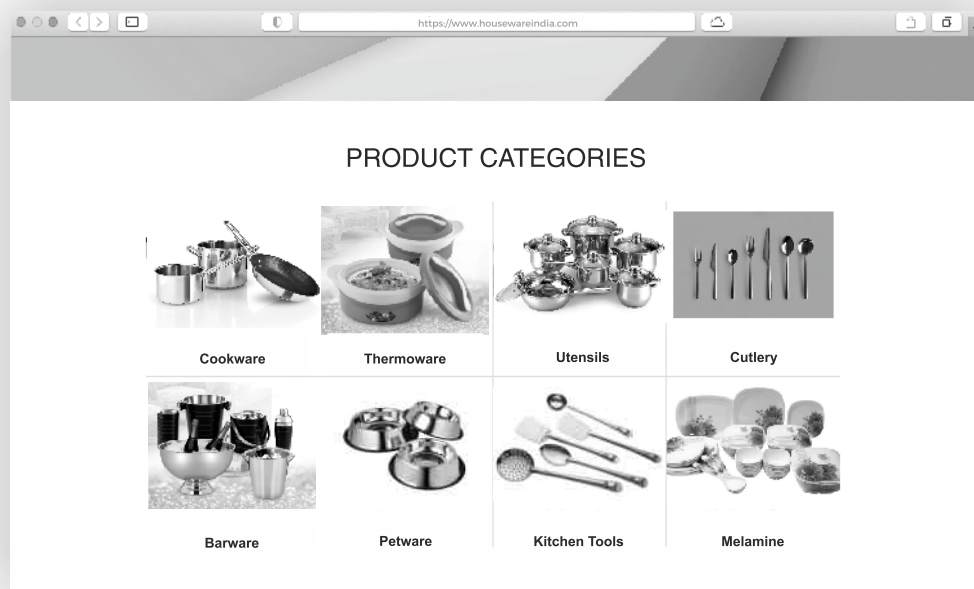 https://www.housewareindia.com
PRODUCT CATEGORIES
Cookware
Thermoware
Utensils
Cutlery
Barware
Petware
Kitchen Tools
Melamine